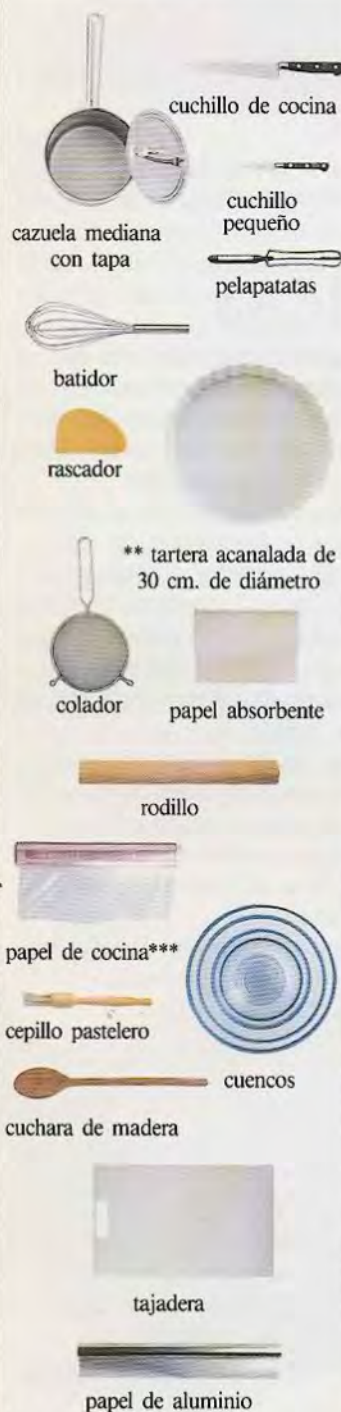 cuchillo de cocina
cazuela mediana
con tapa
cuchillo
pequeño
pelapatatas
batidor
rascador
** tartera acanalada de
30 cm. de diámetro
colador
papel absorbente
rodillo
papel de cocina***
cepillo pastelero
cuencos
cuchara de madera
tajadera
papel de aluminio